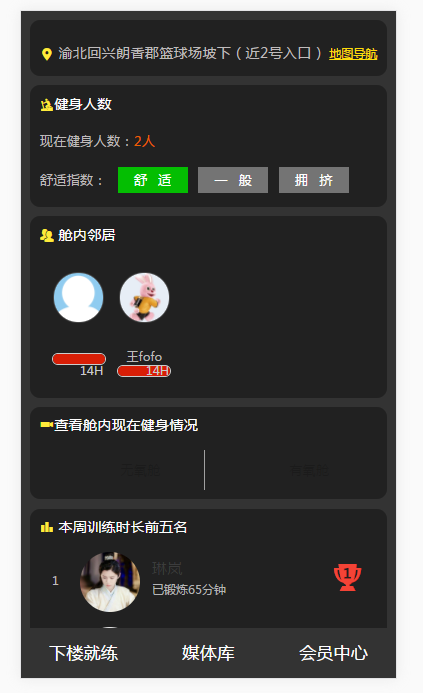 渝北回兴朗香郡篮球场坡下（近2号入口） 地图导航
健身人数
现在健身人数：2人
舒适指数： 舒 适 一 般 拥 挤
舱内邻居
王fofo
14H 14H
查看舱内现在健身情况
本周训练时长前五名
琳岚
1 已锻炼65分钟 1
下楼就练 媒体库 会员中心